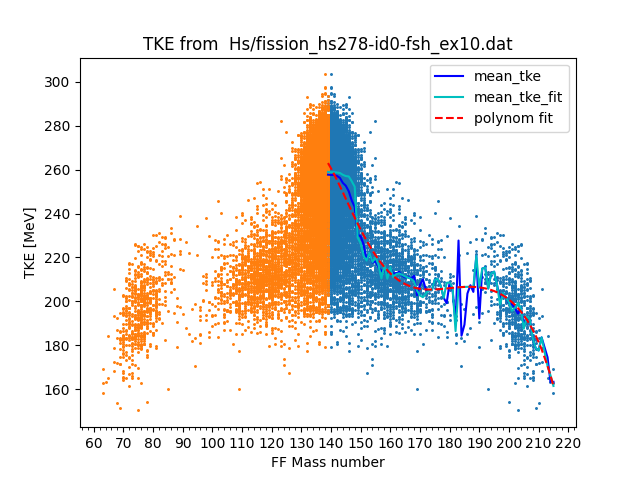 TKE from  Hs/fission_hs278-id0-fsh_ex10.dat
mean_tke
mean_tke_fit
polynom fit
TKE [MeV]
300
280
260
240
220
200
180
160
60 70 80 90 100 110 120 130 140 150 160 170 180 190 200 210 220
FF Mass number